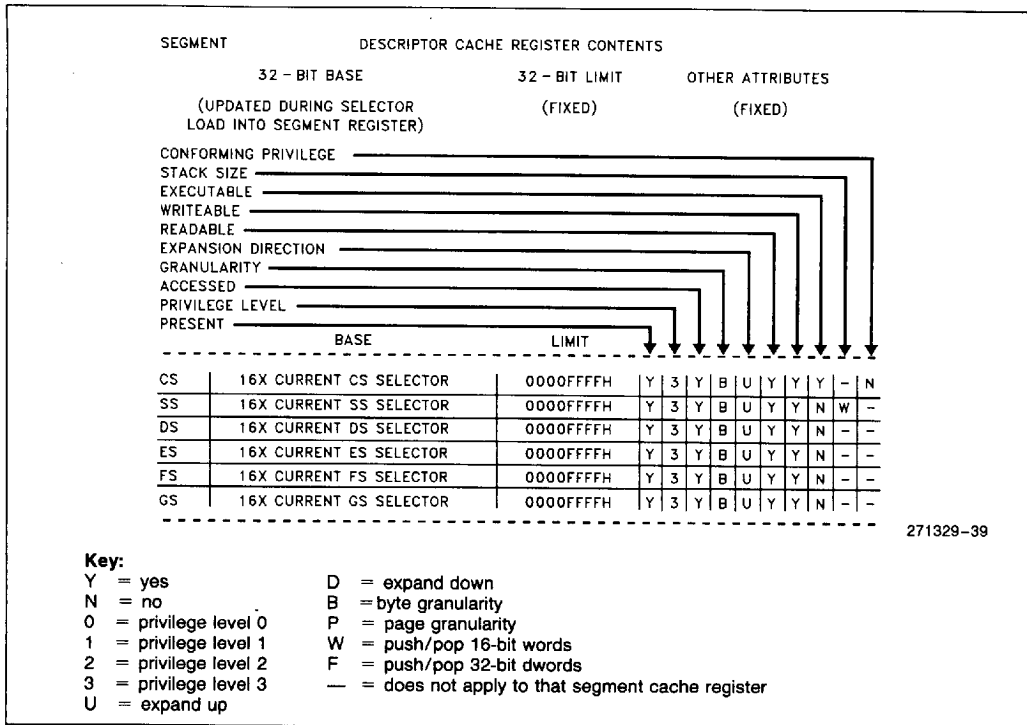 SEGMENT DESCRIPTOR CACHE REGISTER CONTENTS
32 - BIT BASE 32 - BIT LIMIT OTHER ATTRIBUTES
(UPDATED DURING SELECTOR (FIXED) (FIXED)
LOAD INTO SEGMENT REGISTER)
CONFORMING PRIVILEGE
STACK SIZE
EXECUTABLE
WRITEABLE
READABLE
EXPANSION DIRECTION
GRANULARITY
ACCESSED
PRIVILEGE LEVEL
PRESENT
BASE LIMIT
CS 16X CURRENT CS SELECTOR 0000FFFFH Y 3 Y B U Y Y Y - N
SS 16X CURRENT SS SELECTOR 0000FFFFH Y 3 Y B U Y Y N W -
DS 16X CURRENT DS SELECTOR 0000FFFFH Y 3 Y B U Y Y N - -
ES 16X CURRENT ES SELECTOR 0000FFFFH Y 3 Y B U Y Y N - -
FS 16X CURRENT FS SELECTOR 0000FFFFH Y 3 Y B U Y Y N - -
GS 16X CURRENT GS SELECTOR 0000FFFFH Y 3 Y B U Y Y N - -
271329-39
Key:
Y = yes D = expand down
N = no B = byte granularity
0 = privilege level 0 P = page granularity
1 = privilege level 1 W = push/pop 16-bit words
2 = privilege level 2 F = push/pop 32-bit dwords
3 = privilege level 3 — = does not apply to that segment cache register
U = expand up